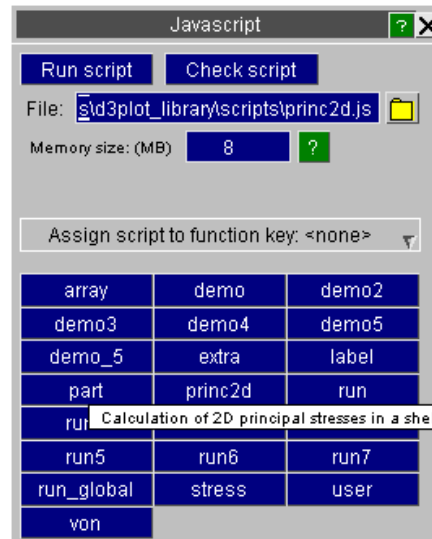 Javascript ? X
Run script Check script
File: s\d3plot_library\scripts\princ2d.js
Memory size: (MB) 8 ?
Assign script to function key: <none>
array demo demo2
demo3 demo4 demo5
demo_5 extra label
part princ2d run
run Calculation of 2D principal stresses in a she
run5 run6 run7
run_global stress user
von